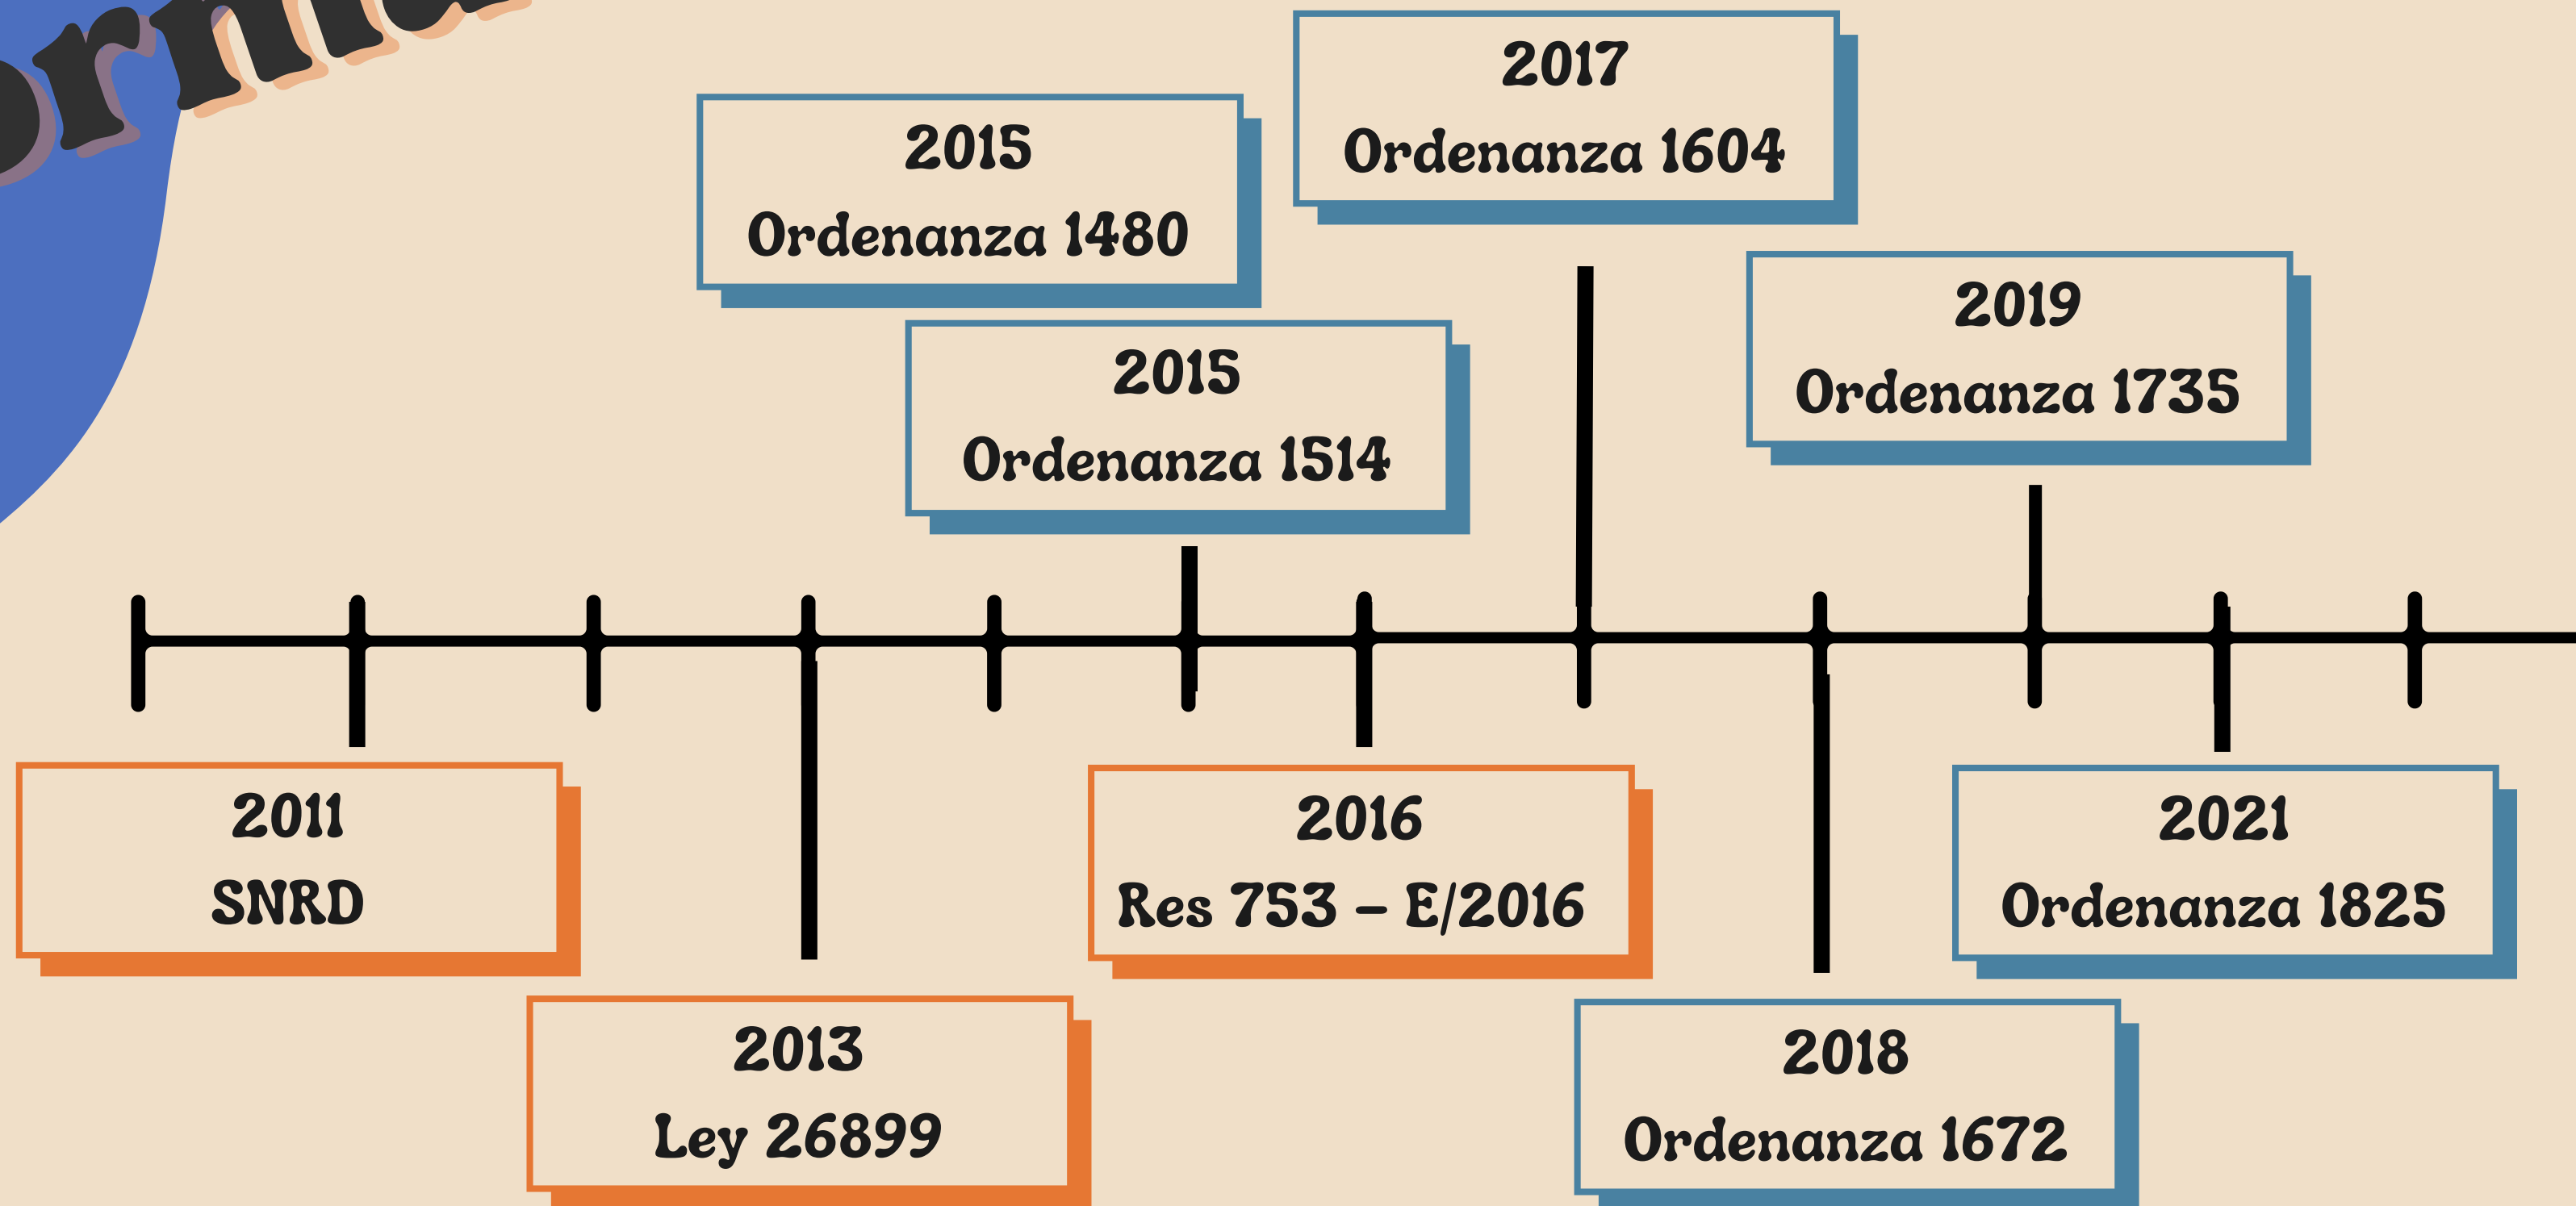 2017
Ordenanza 1604
2015
Ordenanza 1480
2019
Ordenanza 1735
2015
Ordenanza 1514
2011
SNRD
2016
Res 753 – E/2016
2021
Ordenanza 1825
2013
Ley 26899
2018
Ordenanza 1672